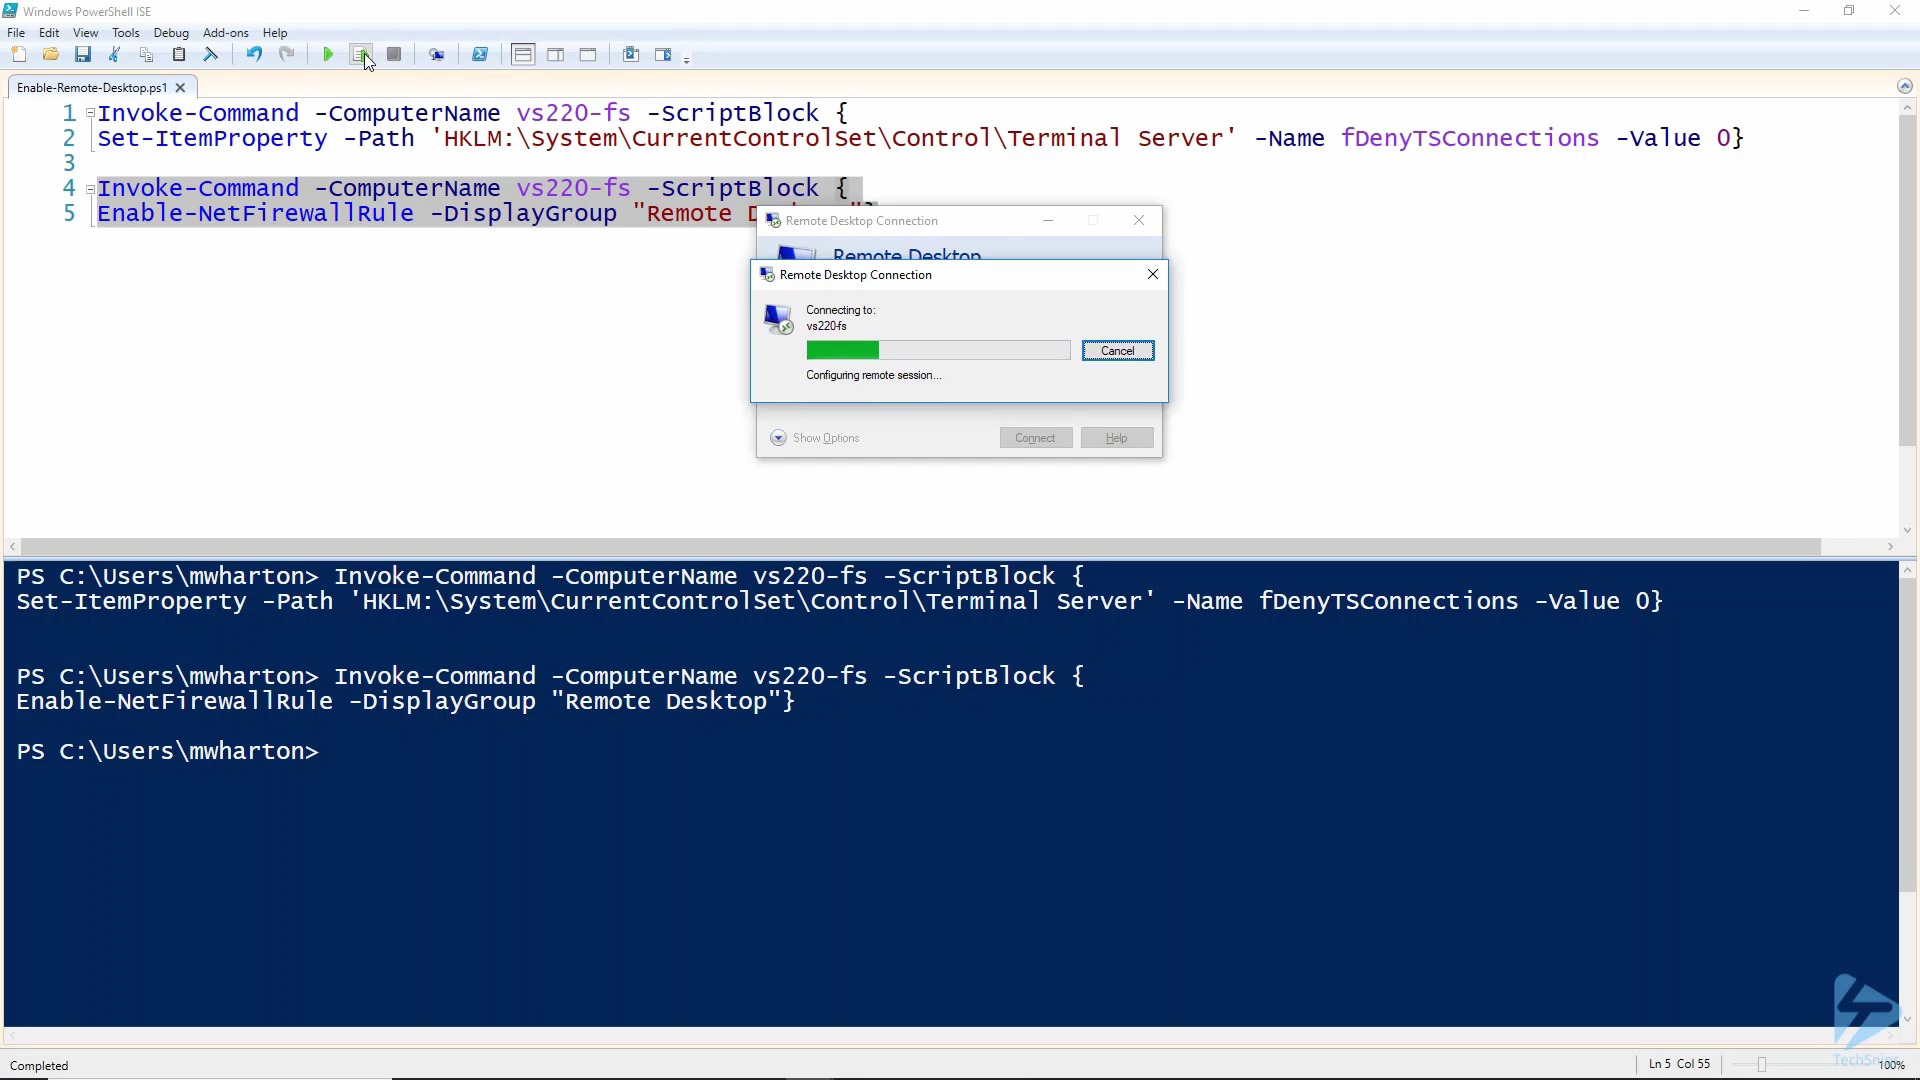 Windows PowerShell ISE
File Edit View Tools Debug Add-ons Help
Enable-Remote-Desktop.ps1
1 Invoke-Command -ComputerName vs220-fs -ScriptBlock {
2 Set-ItemProperty -Path 'HKLM:\System\CurrentControlSet\Control\Terminal Server' -Name fDenyTSConnections -Value 0}
3
4 Invoke-Command -ComputerName vs220-fs -ScriptBlock {
5 Enable-NetFirewallRule -DisplayGroup "Remote
Remote Desktop Connection
Remote Desktop
Remote Desktop Connection
Connecting to:
vs220-fs
Cancel
Configuring remote session...
Show Options Connect Help
PS C:\Users\mwharton> Invoke-Command -ComputerName vs220-fs -ScriptBlock {
Set-ItemProperty -Path 'HKLM:\System\CurrentControlSet\Control\Terminal Server' -Name fDenyTSConnections -Value 0}
PS C:\Users\mwharton> Invoke-Command -ComputerName vs220-fs -ScriptBlock {
Enable-NetFirewallRule -DisplayGroup "Remote Desktop"}
PS C:\Users\mwharton>
TechSnips
Completed Ln 5 Col 55 100%